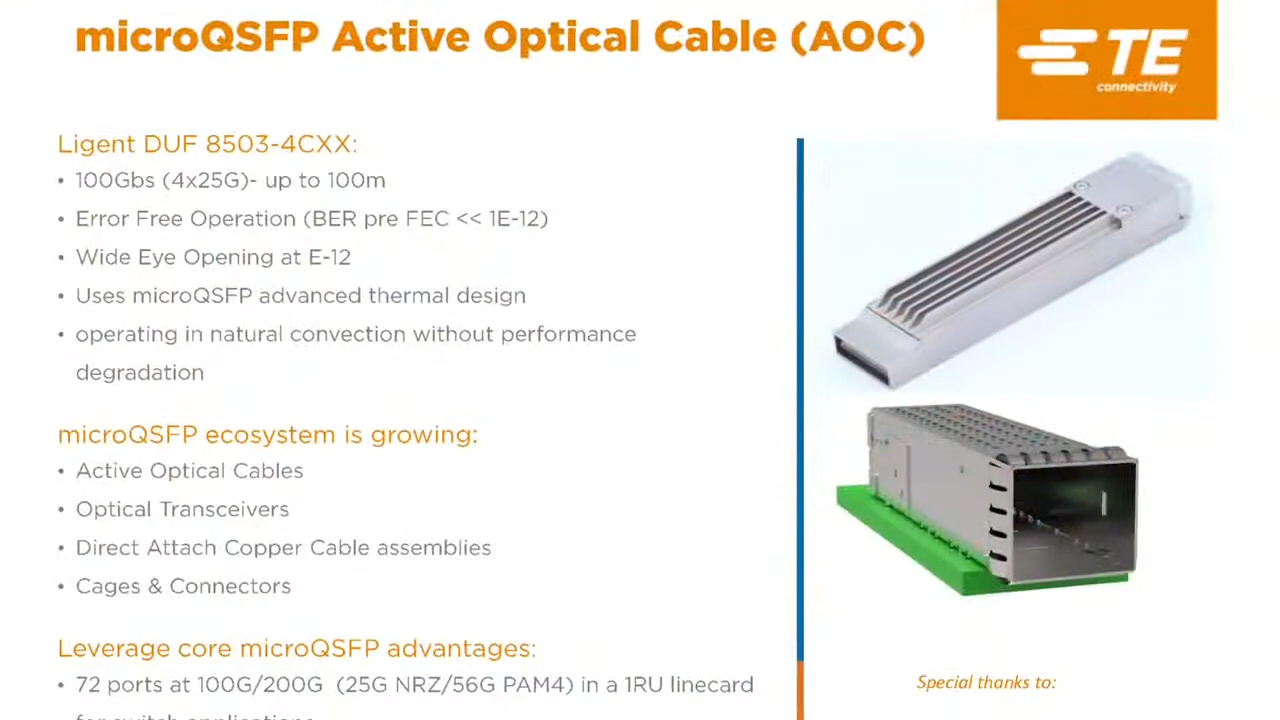 microQSFP Active Optical Cable (AOC)
TE
connectivity
Ligent DUF 8503-4CXX:
• 100Gbs (4x25G)- up to 100m
• Error Free Operation (BER pre FEC << 1E-12)
• Wide Eye Opening at E-12
• Uses microQSFP advanced thermal design
• operating in natural convection without performance
degradation
microQSFP ecosystem is growing:
• Active Optical Cables
• Optical Transceivers
• Direct Attach Copper Cable assemblies
• Cages & Connectors
Leverage core microQSFP advantages:
• 72 ports at 100G/200G (25G NRZ/56G PAM4) in a 1RU linecard
for switch applications
Special thanks to: